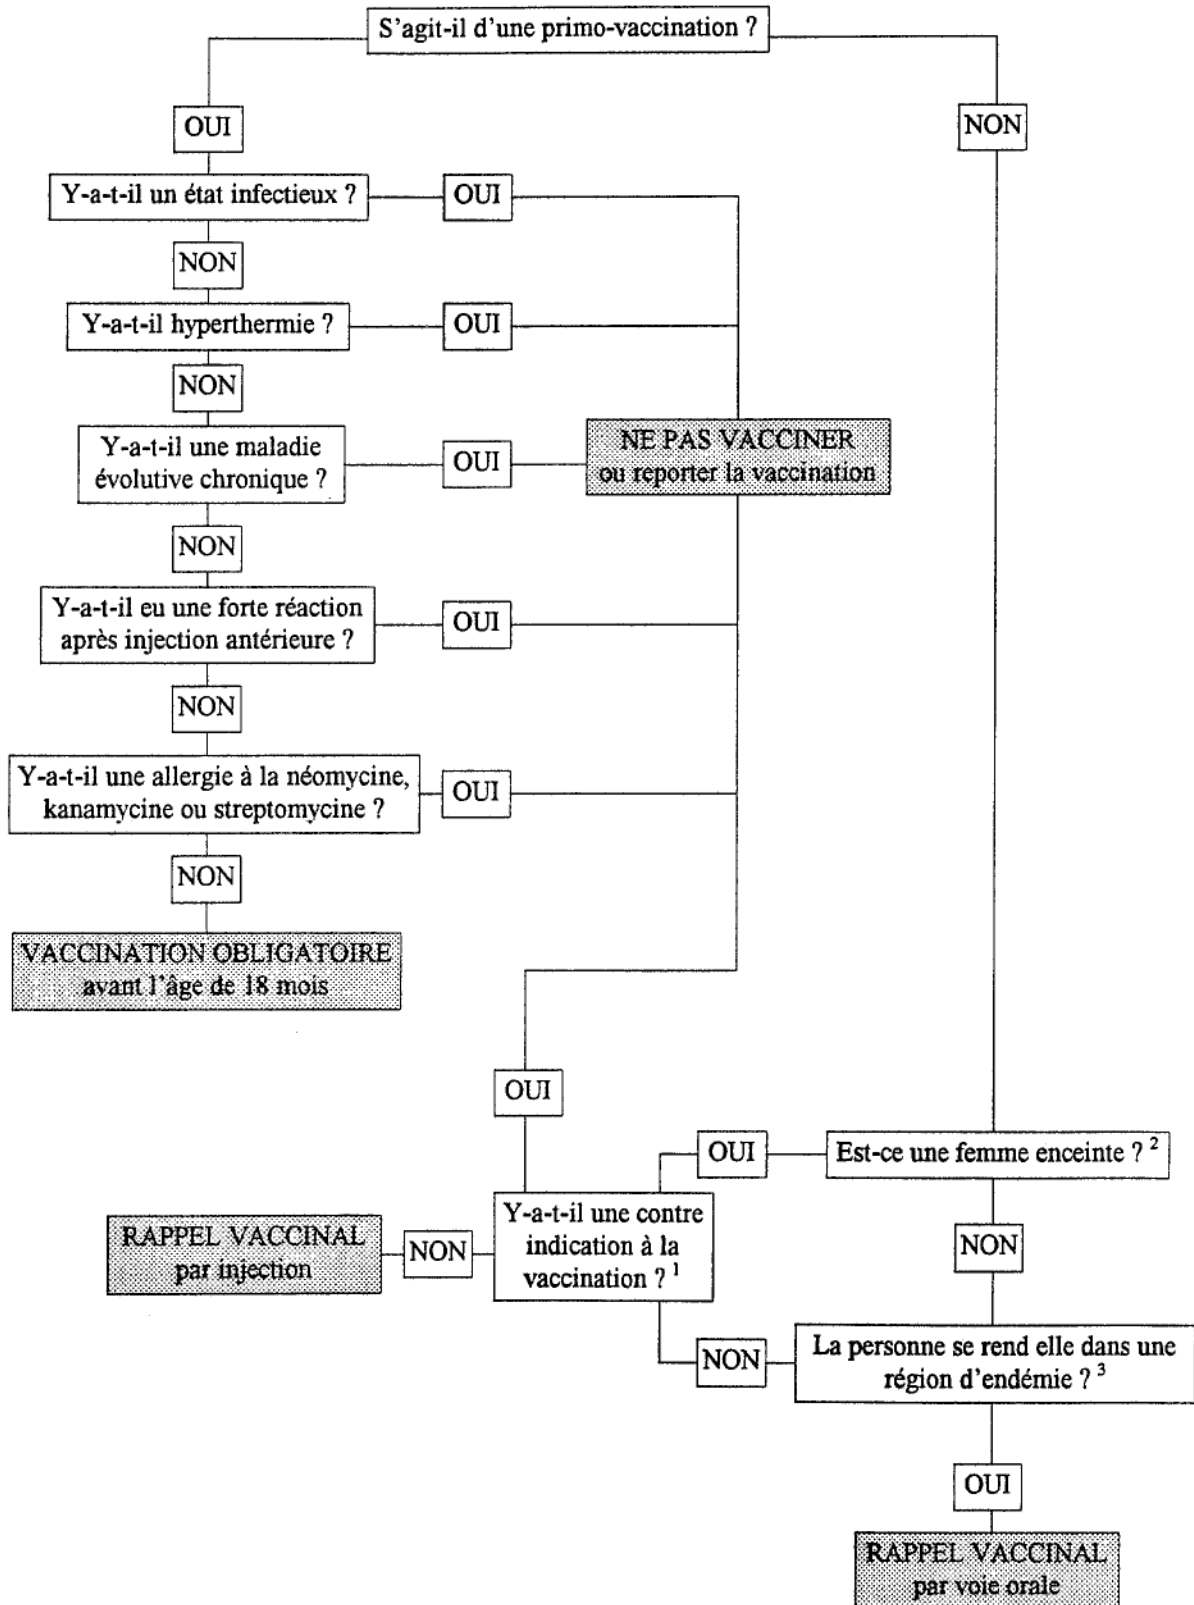 S'agit-il d'une primo-vaccination ?
OUI
NON
Y-a-t-il un état infectieux ?
OUI
NON
Y-a-t-il hyperthermie ?
OUI
NON
Y-a-t-il une maladie
évolutive chronique ?
OUI
NE PAS VACCINER
ou reporter la vaccination
NON
Y-a-t-il eu une forte réaction
après injection antérieure ?
OUI
NON
Y-a-t-il une allergie à la néomycine,
kanamycine ou streptomycine ?
OUI
NON
VACCINATION OBLIGATOIRE
avant l'âge de 18 mois
OUI
OUI
Est-ce une femme enceinte ? 2
Y-a-t-il une contre
indication à la
vaccination ? 1
RAPPEL VACCINAL
par injection
NON
NON
La personne se rend elle dans une
région d'endémie ? 3
NON
OUI
RAPPEL VACCINAL
par voie orale